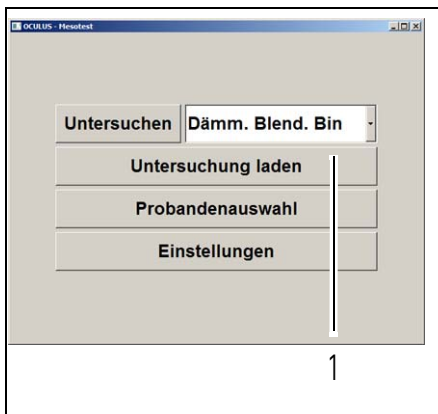 OCULUS - Mesotest
Untersuchen Dämm. Blend. Bin
Untersuchung laden
Probandenauswahl
Einstellungen
1